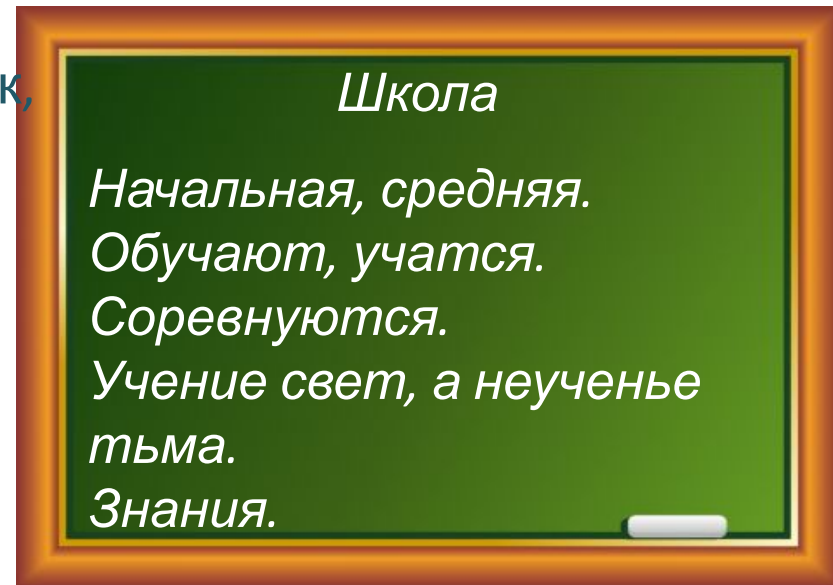 к,
Школа
Начальная, средняя.
Обучают, учатся.
Соревнуются.
Учение свет, а неученье
тьма.
Знания.